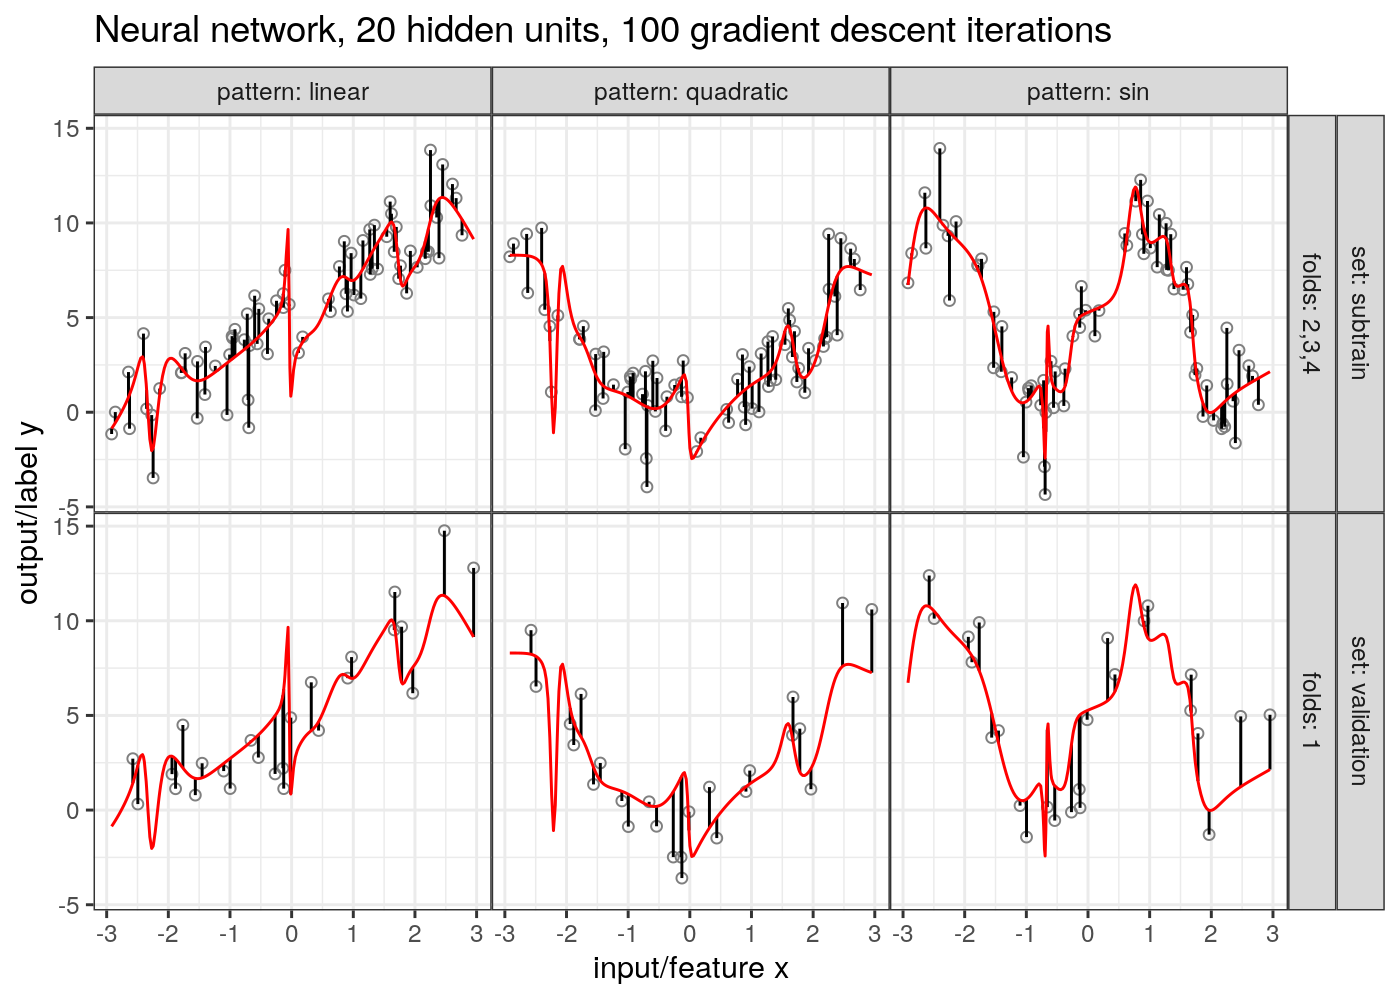 Neural network, 20 hidden units, 100 gradient descent iterations
pattern: linear
pattern: quadratic
pattern: sin
15
10
5
0
-5
folds: 2,3,4
set: subtrain
15
10
5
0
-5
folds: 1
set: validation
output/label y
-3 -2 -1 0 1 2 3
-3 -2 -1 0 1 2 3
-3 -2 -1 0 1 2 3
input/feature x